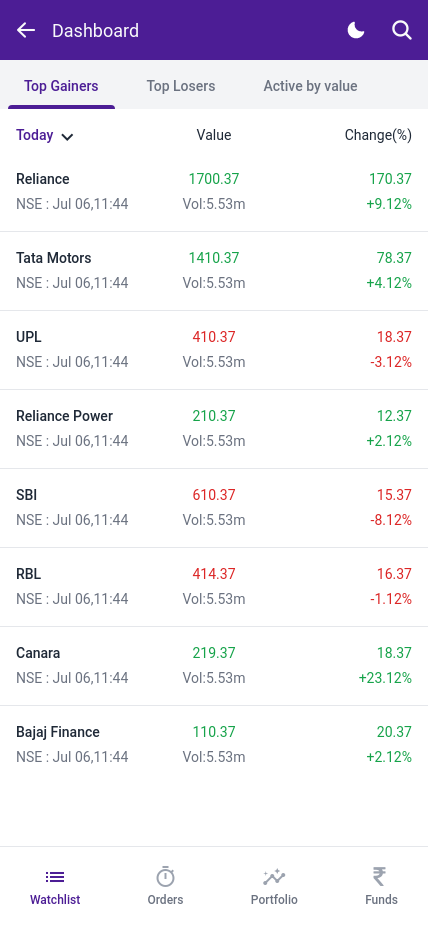 Dashboard
Top Gainers Top Losers Active by value
Today Value Change(%)
Reliance 1700.37 170.37
NSE : Jul 06,11:44 Vol:5.53m +9.12%
Tata Motors 1410.37 78.37
NSE : Jul 06,11:44 Vol:5.53m +4.12%
UPL 410.37 18.37
NSE : Jul 06,11:44 Vol:5.53m -3.12%
Reliance Power 210.37 12.37
NSE : Jul 06,11:44 Vol:5.53m +2.12%
SBI 610.37 15.37
NSE : Jul 06,11:44 Vol:5.53m -8.12%
RBL 414.37 16.37
NSE : Jul 06,11:44 Vol:5.53m -1.12%
Canara 219.37 18.37
NSE : Jul 06,11:44 Vol:5.53m +23.12%
Bajaj Finance 110.37 20.37
NSE : Jul 06,11:44 Vol:5.53m +2.12%
Watchlist Orders Portfolio Funds